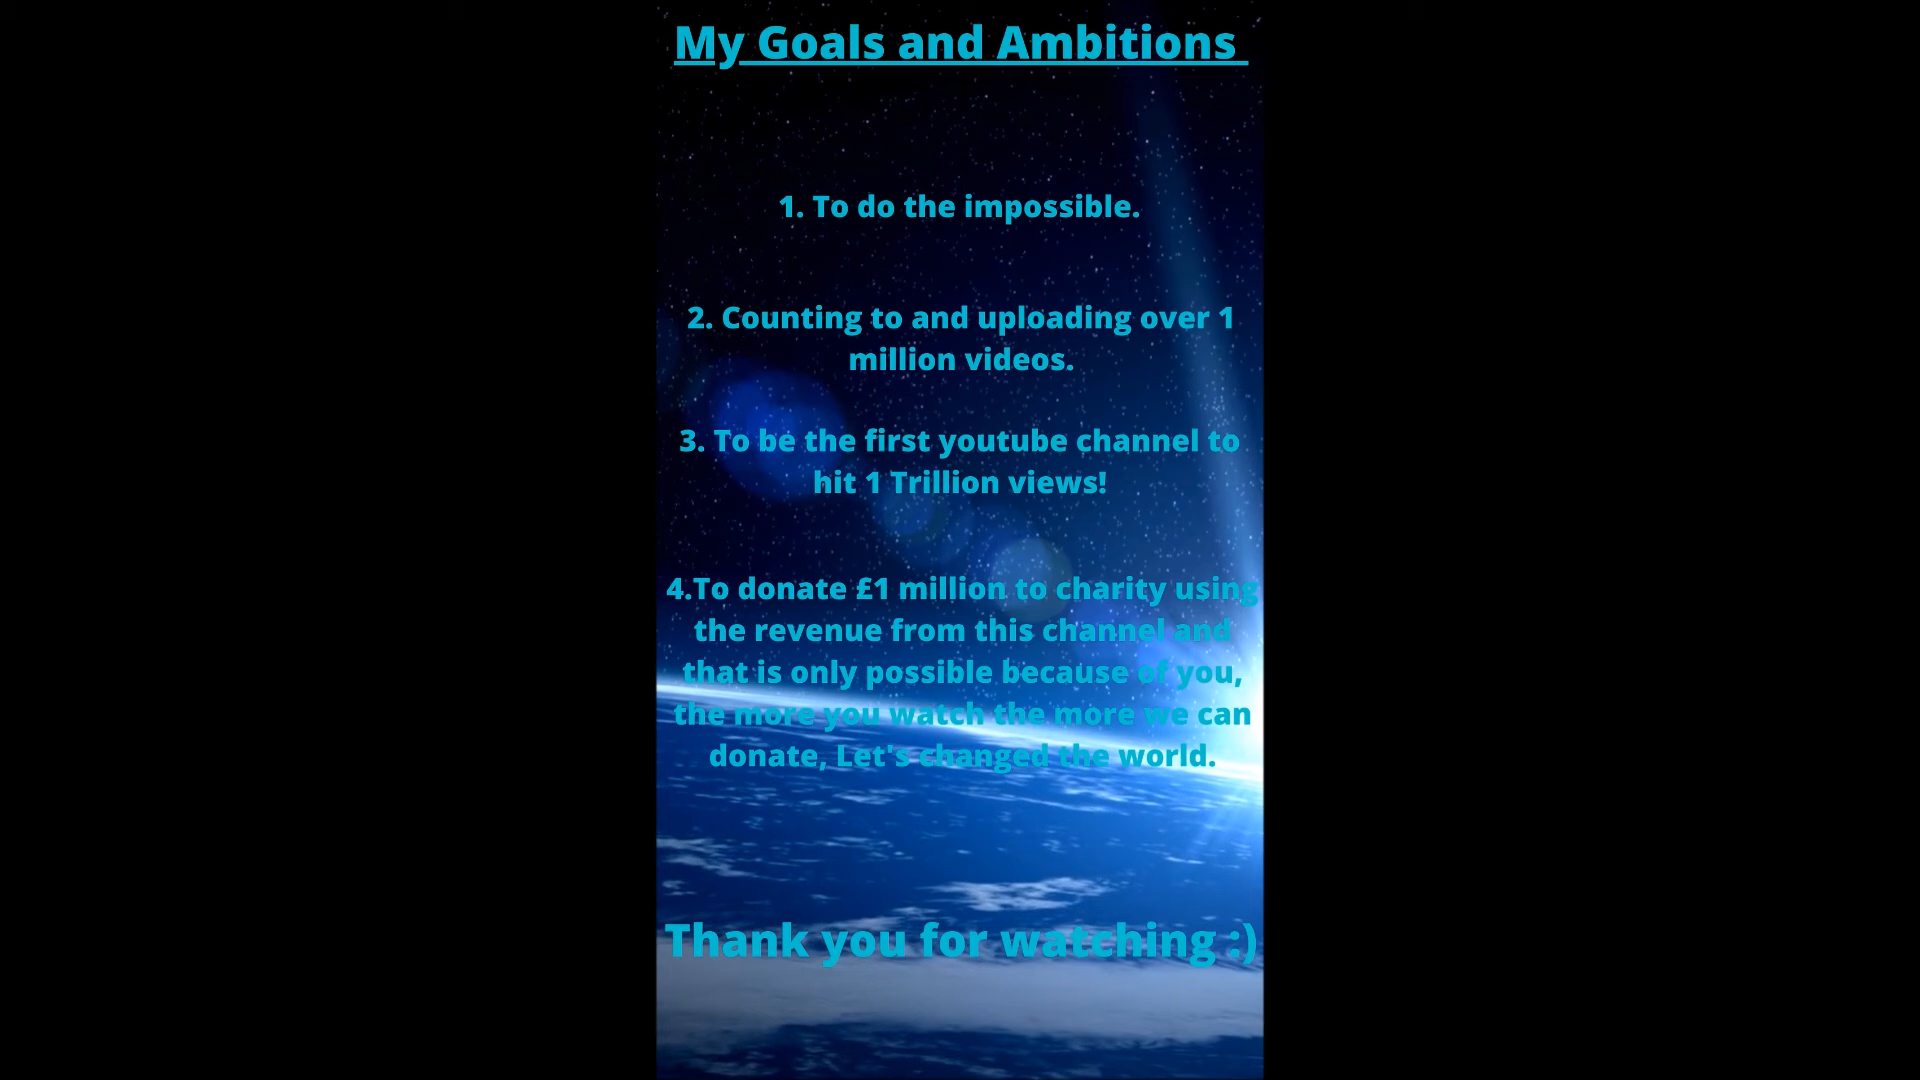 My Goals and Ambitions
1. To do the impossible.
2. Counting to and uploading over 1
million videos.
3. To be the first youtube channel to
hit 1 Trillion views!
4.To donate £1 million to charity using
the revenue from this channel and
that is only possible because of you,
the more you watch the more we can
donate, Let's changed the world.
Thank you for watching :)